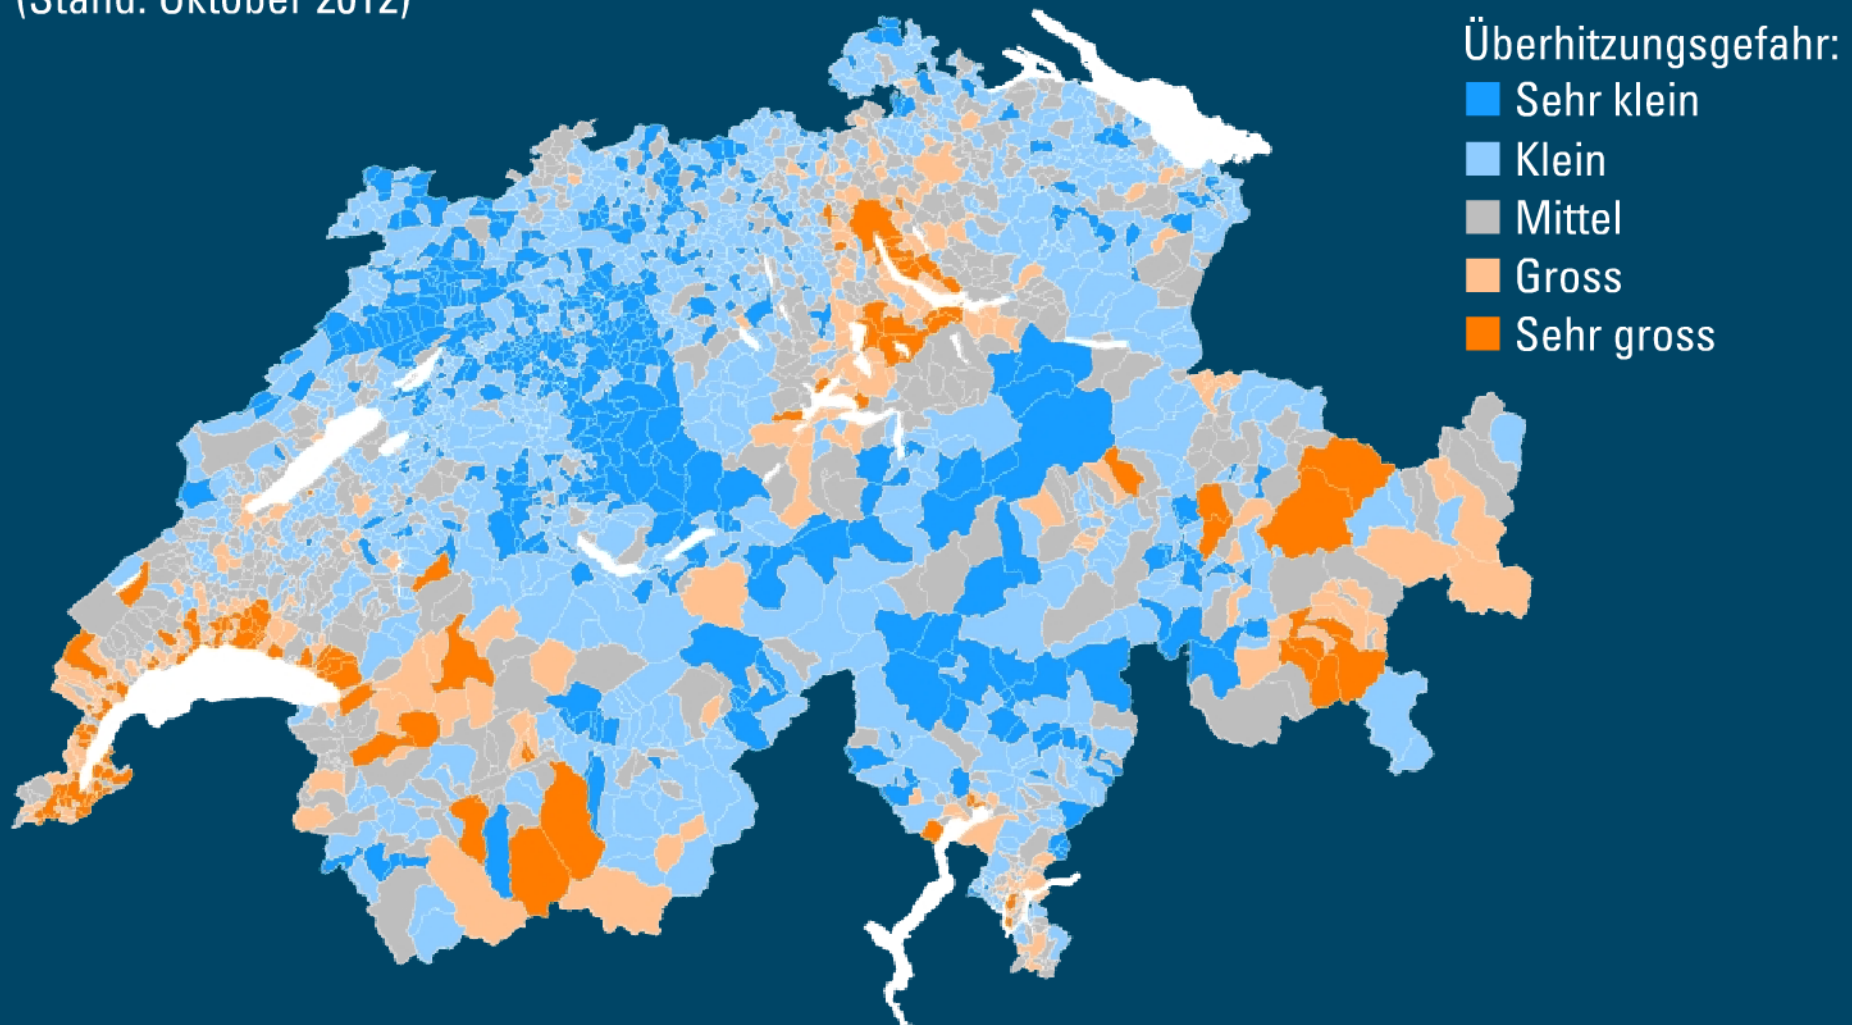 (Stand: Oktober 2012)
Überhitzungsgefahr:
Sehr klein
Klein
Mittel
Gross
Sehr gross